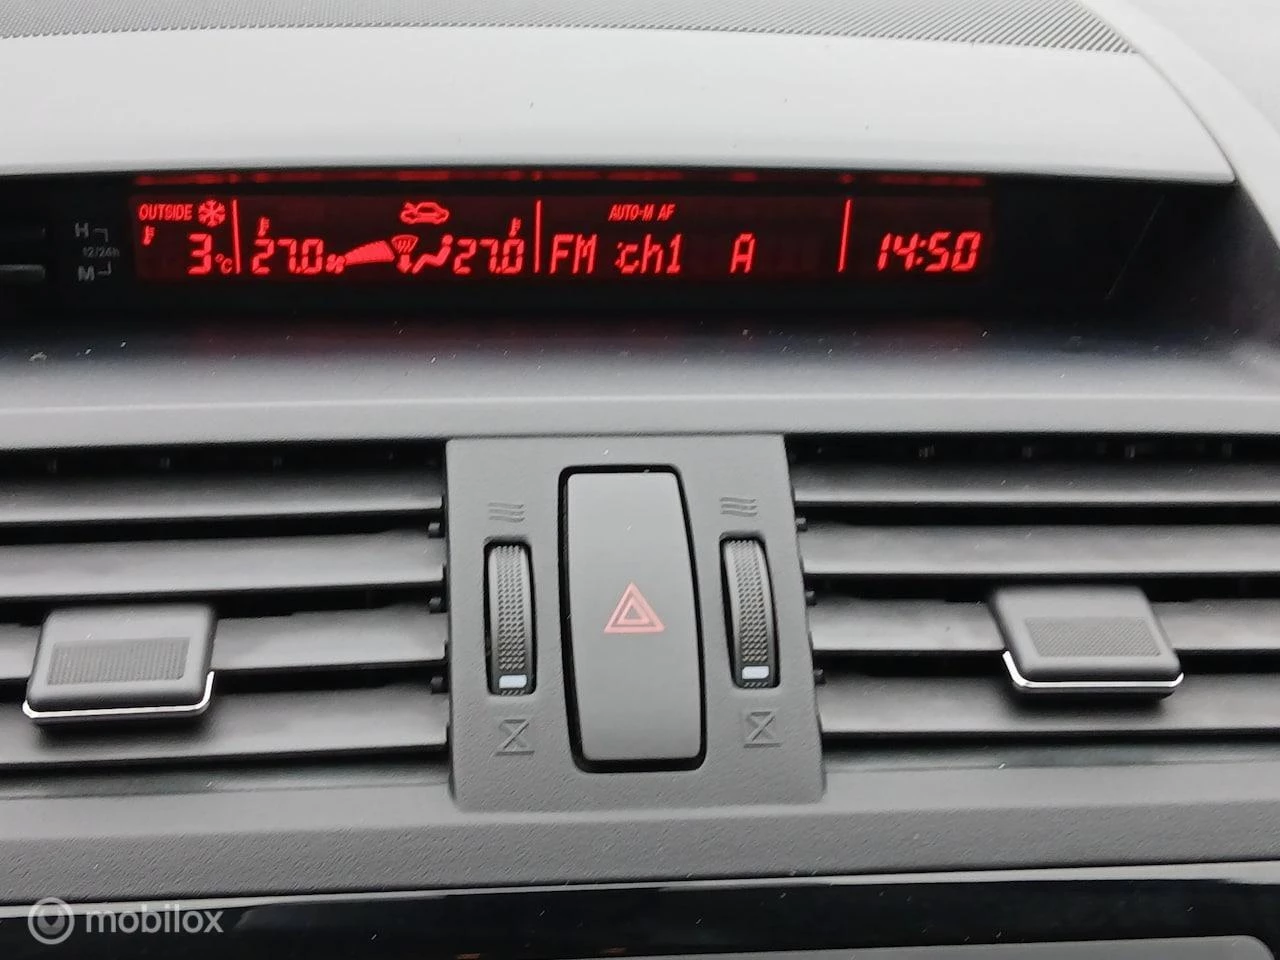 OUTSIDE
AUTO-M AF
H
12/24h
M
3°C
27.0
27.0
FM ch1 A
14:50
mobilox